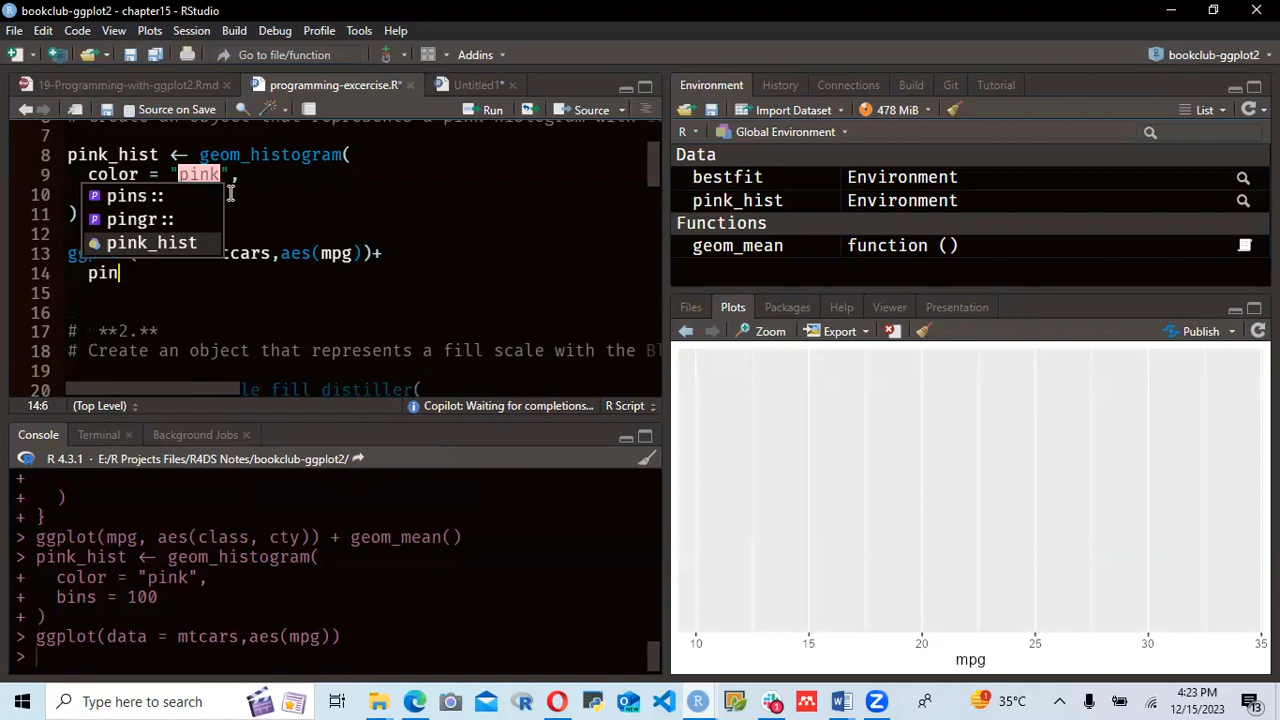 bookclub-ggplot2 - chapter15 - RStudio
File Edit Code View Plots Session Build Debug Profile Tools Help
Go to file/function Addins bookclub-ggplot2
19-Programming-with-ggplot2.Rmd programming-excercise.R* Untitled1*
Source on Save Run Source
7
8 pink_hist <- geom_histogram(
9 color = "pink",
10
11 )
12
13 tcars,aes(mpg))+
14 pin
15
16
17 # **2.**
18 # Create an object that represents a fill scale with the
19
20 le_fill_distiller(
pins::
pingr::
pink_hist
14:6 (Top Level) Copilot: Waiting for completions... R Script
Console Terminal Background Jobs
R 4.3.1 · E:/R Projects Files/R4DS Notes/bookclub-ggplot2/
+
+ )
+ }
> ggplot(mpg, aes(class, cty)) + geom_mean()
> pink_hist <- geom_histogram(
+ color = "pink",
+ bins = 100
+ )
> ggplot(data = mtcars,aes(mpg))
>
Environment History Connections Build Git Tutorial
Import Dataset 478 MiB List
R Global Environment
Data
bestfit Environment
pink_hist Environment
Functions
geom_mean function ()
Files Plots Packages Help Viewer Presentation
Zoom Export Publish
10 15 20 25 30 35
mpg
Type here to search
35°C
4:23 PM
12/15/2023
13